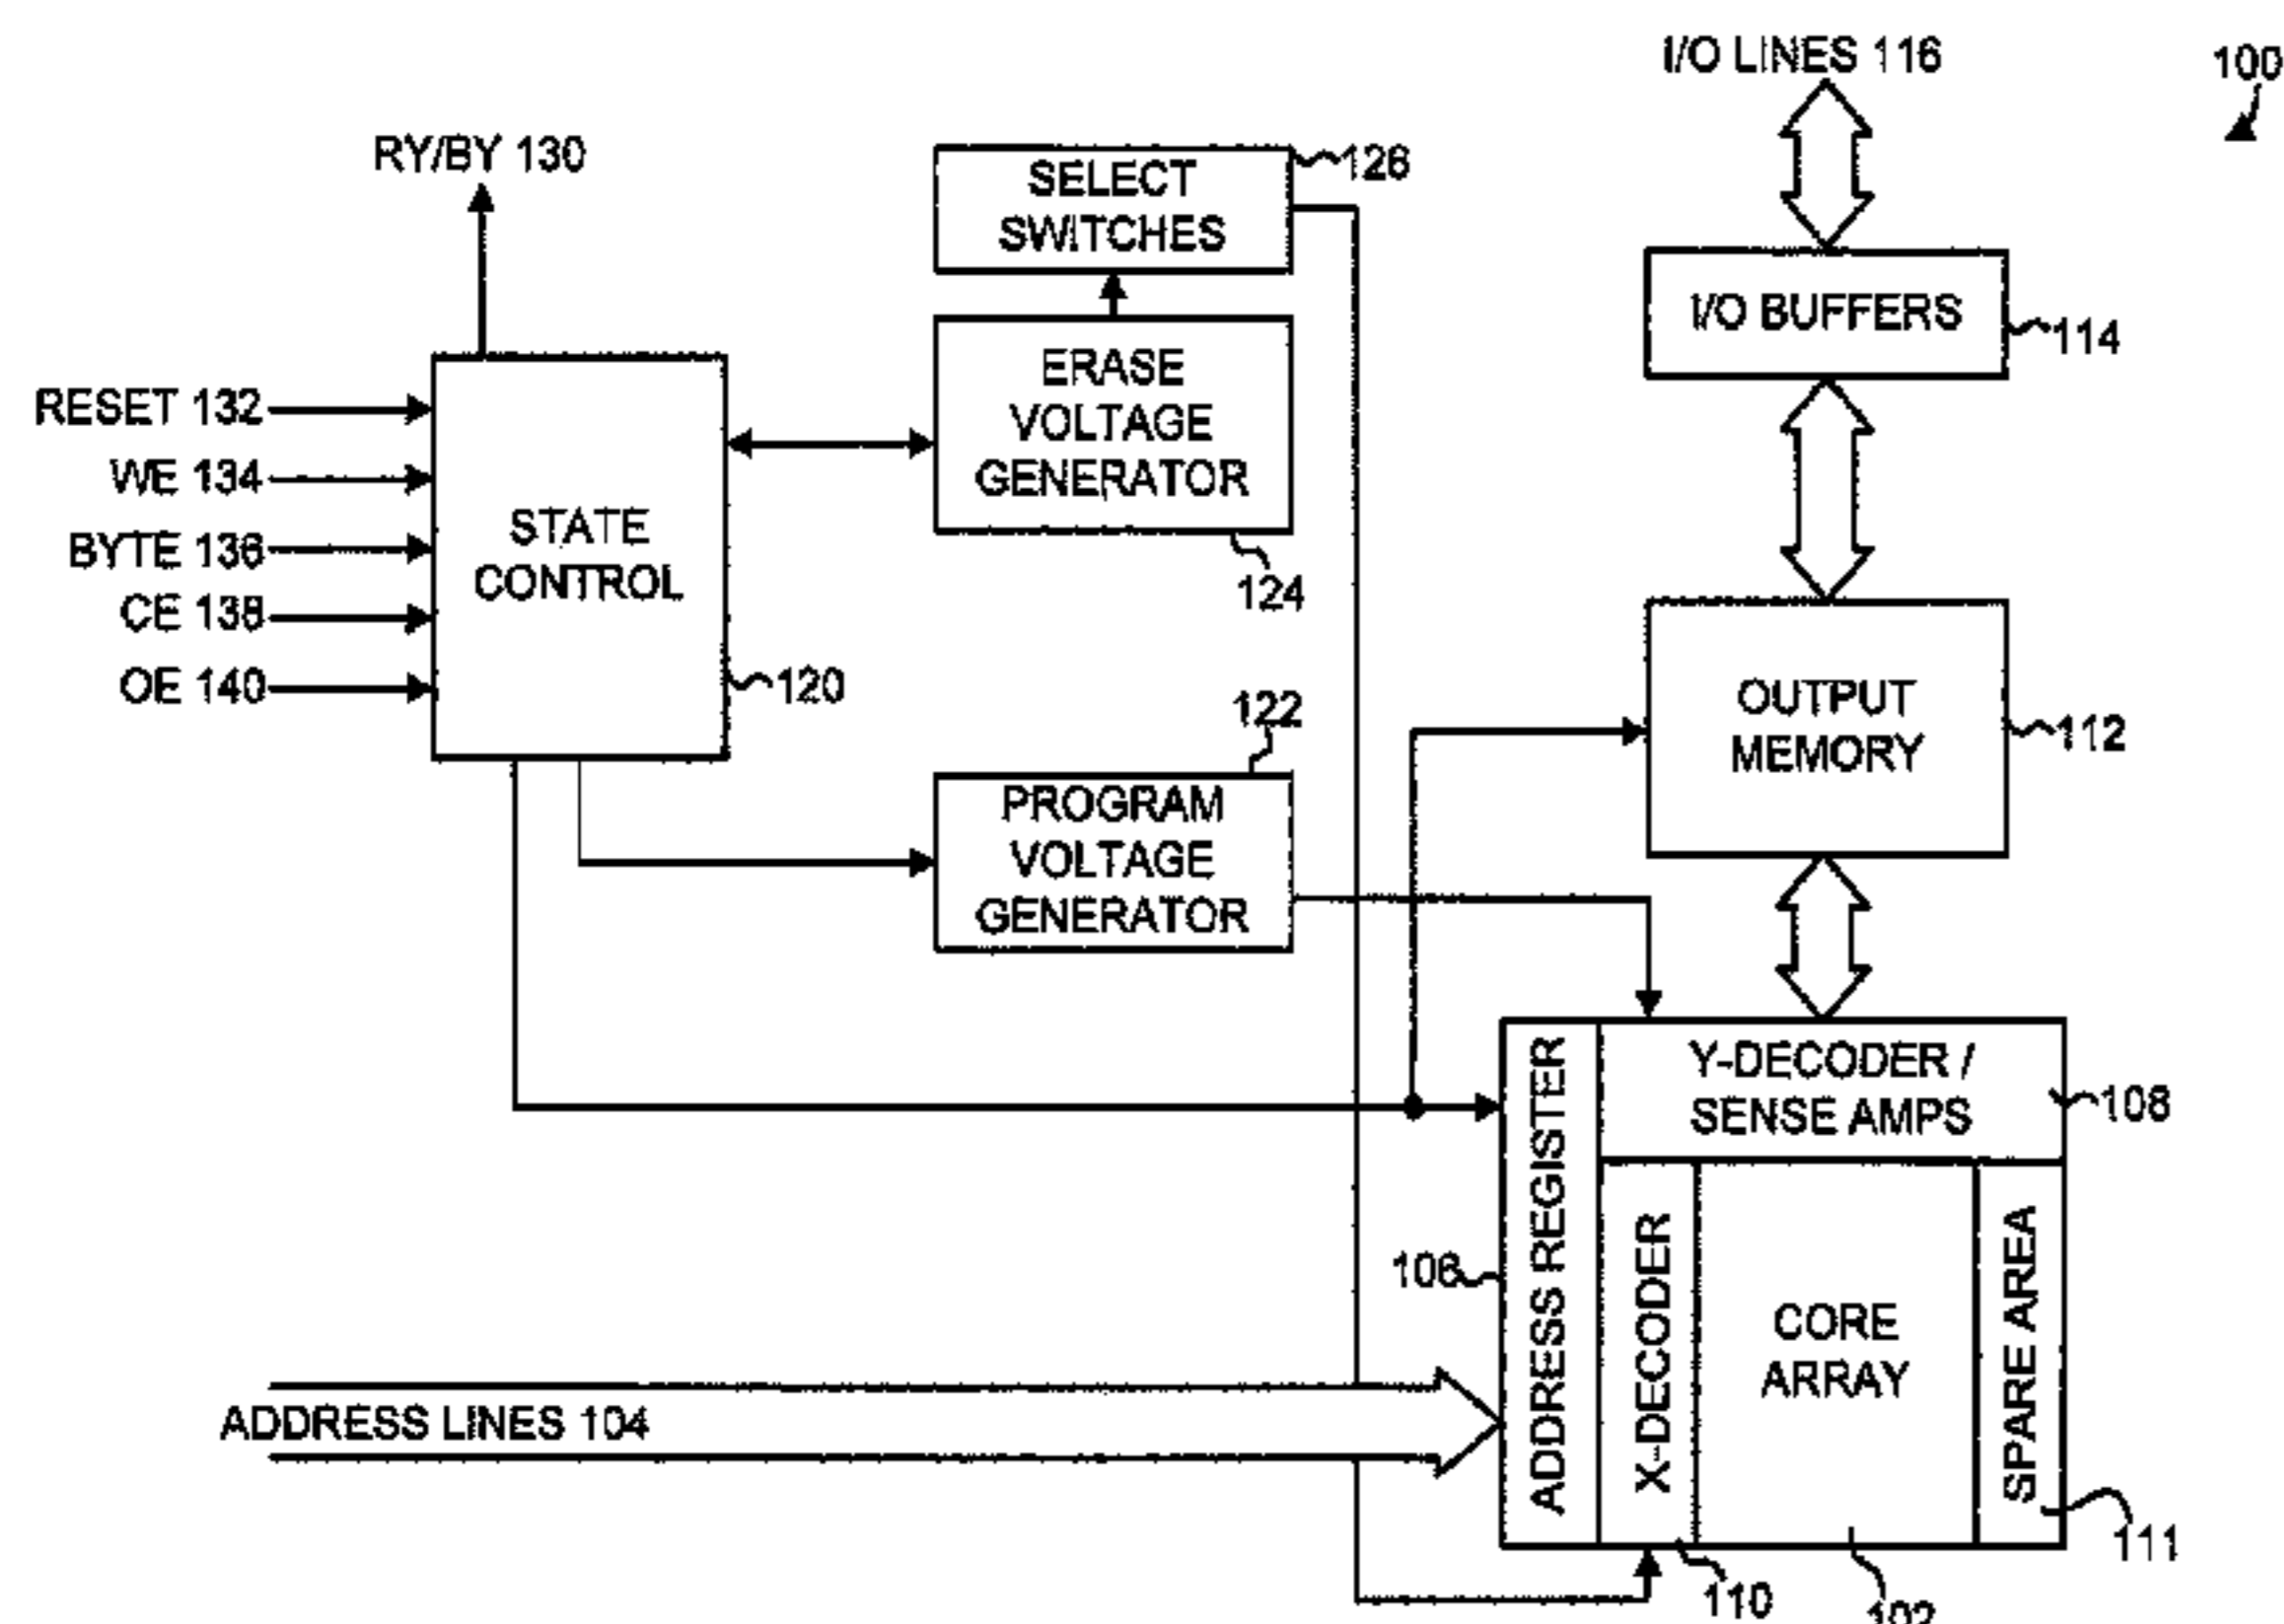 I/O LINES 116
100
RY/BY 130
SELECT
SWITCHES
126
I/O BUFFERS
114
RESET 132
WE 134
BYTE 136
CE 138
OE 140
STATE
CONTROL
120
ERASE
VOLTAGE
GENERATOR
124
122
PROGRAM
VOLTAGE
GENERATOR
OUTPUT
MEMORY
112
ADDRESS REGISTER
106
Y-DECODER /
SENSE AMPS
108
X-DECODER
110
CORE
ARRAY
102
SPARE AREA
111
ADDRESS LINES 104